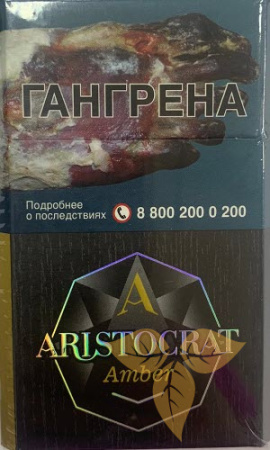 ГАНГРЕНА
Подробнее
о последствиях 8 800 200 0 200
A
ARISTOCRAT
Amber